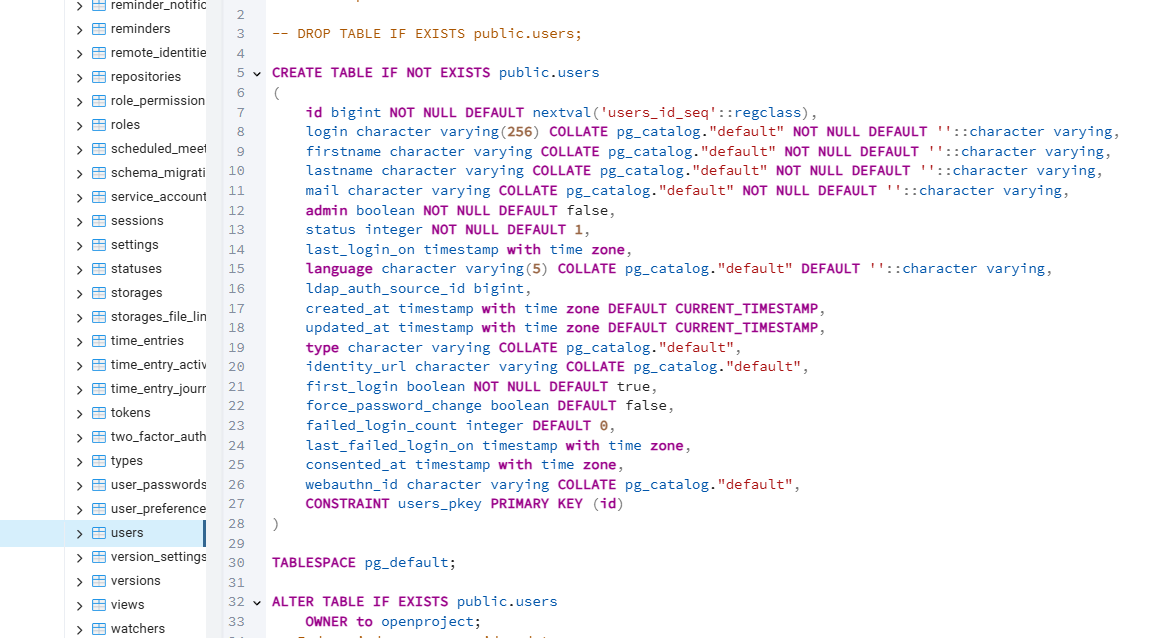 reminder_notific
reminders
remote_identitie
repositories
role_permission
roles
scheduled_meet
schema_migrati
service_account
sessions
settings
statuses
storages
storages_file_lin
time_entries
time_entry_activ
time_entry_jourr
tokens
two_factor_auth
types
user_passwords
user_preference
users
version_settings
versions
views
watchers
2
3 -- DROP TABLE IF EXISTS public.users;
4
5 CREATE TABLE IF NOT EXISTS public.users
6 (
7 id bigint NOT NULL DEFAULT nextval('users_id_seq'::regclass),
8 login character varying(256) COLLATE pg_catalog."default" NOT NULL DEFAULT ''::character varying,
9 firstname character varying COLLATE pg_catalog."default" NOT NULL DEFAULT ''::character varying,
10 lastname character varying COLLATE pg_catalog."default" NOT NULL DEFAULT ''::character varying,
11 mail character varying COLLATE pg_catalog."default" NOT NULL DEFAULT ''::character varying,
12 admin boolean NOT NULL DEFAULT false,
13 status integer NOT NULL DEFAULT 1,
14 last_login_on timestamp with time zone,
15 language character varying(5) COLLATE pg_catalog."default" DEFAULT ''::character varying,
16 ldap_auth_source_id bigint,
17 created_at timestamp with time zone DEFAULT CURRENT_TIMESTAMP,
18 updated_at timestamp with time zone DEFAULT CURRENT_TIMESTAMP,
19 type character varying COLLATE pg_catalog."default",
20 identity_url character varying COLLATE pg_catalog."default",
21 first_login boolean NOT NULL DEFAULT true,
22 force_password_change boolean DEFAULT false,
23 failed_login_count integer DEFAULT 0,
24 last_failed_login_on timestamp with time zone,
25 consented_at timestamp with time zone,
26 webauthn_id character varying COLLATE pg_catalog."default",
27 CONSTRAINT users_pkey PRIMARY KEY (id)
28 )
29
30 TABLESPACE pg_default;
31
32 ALTER TABLE IF EXISTS public.users
33 OWNER to openproject;